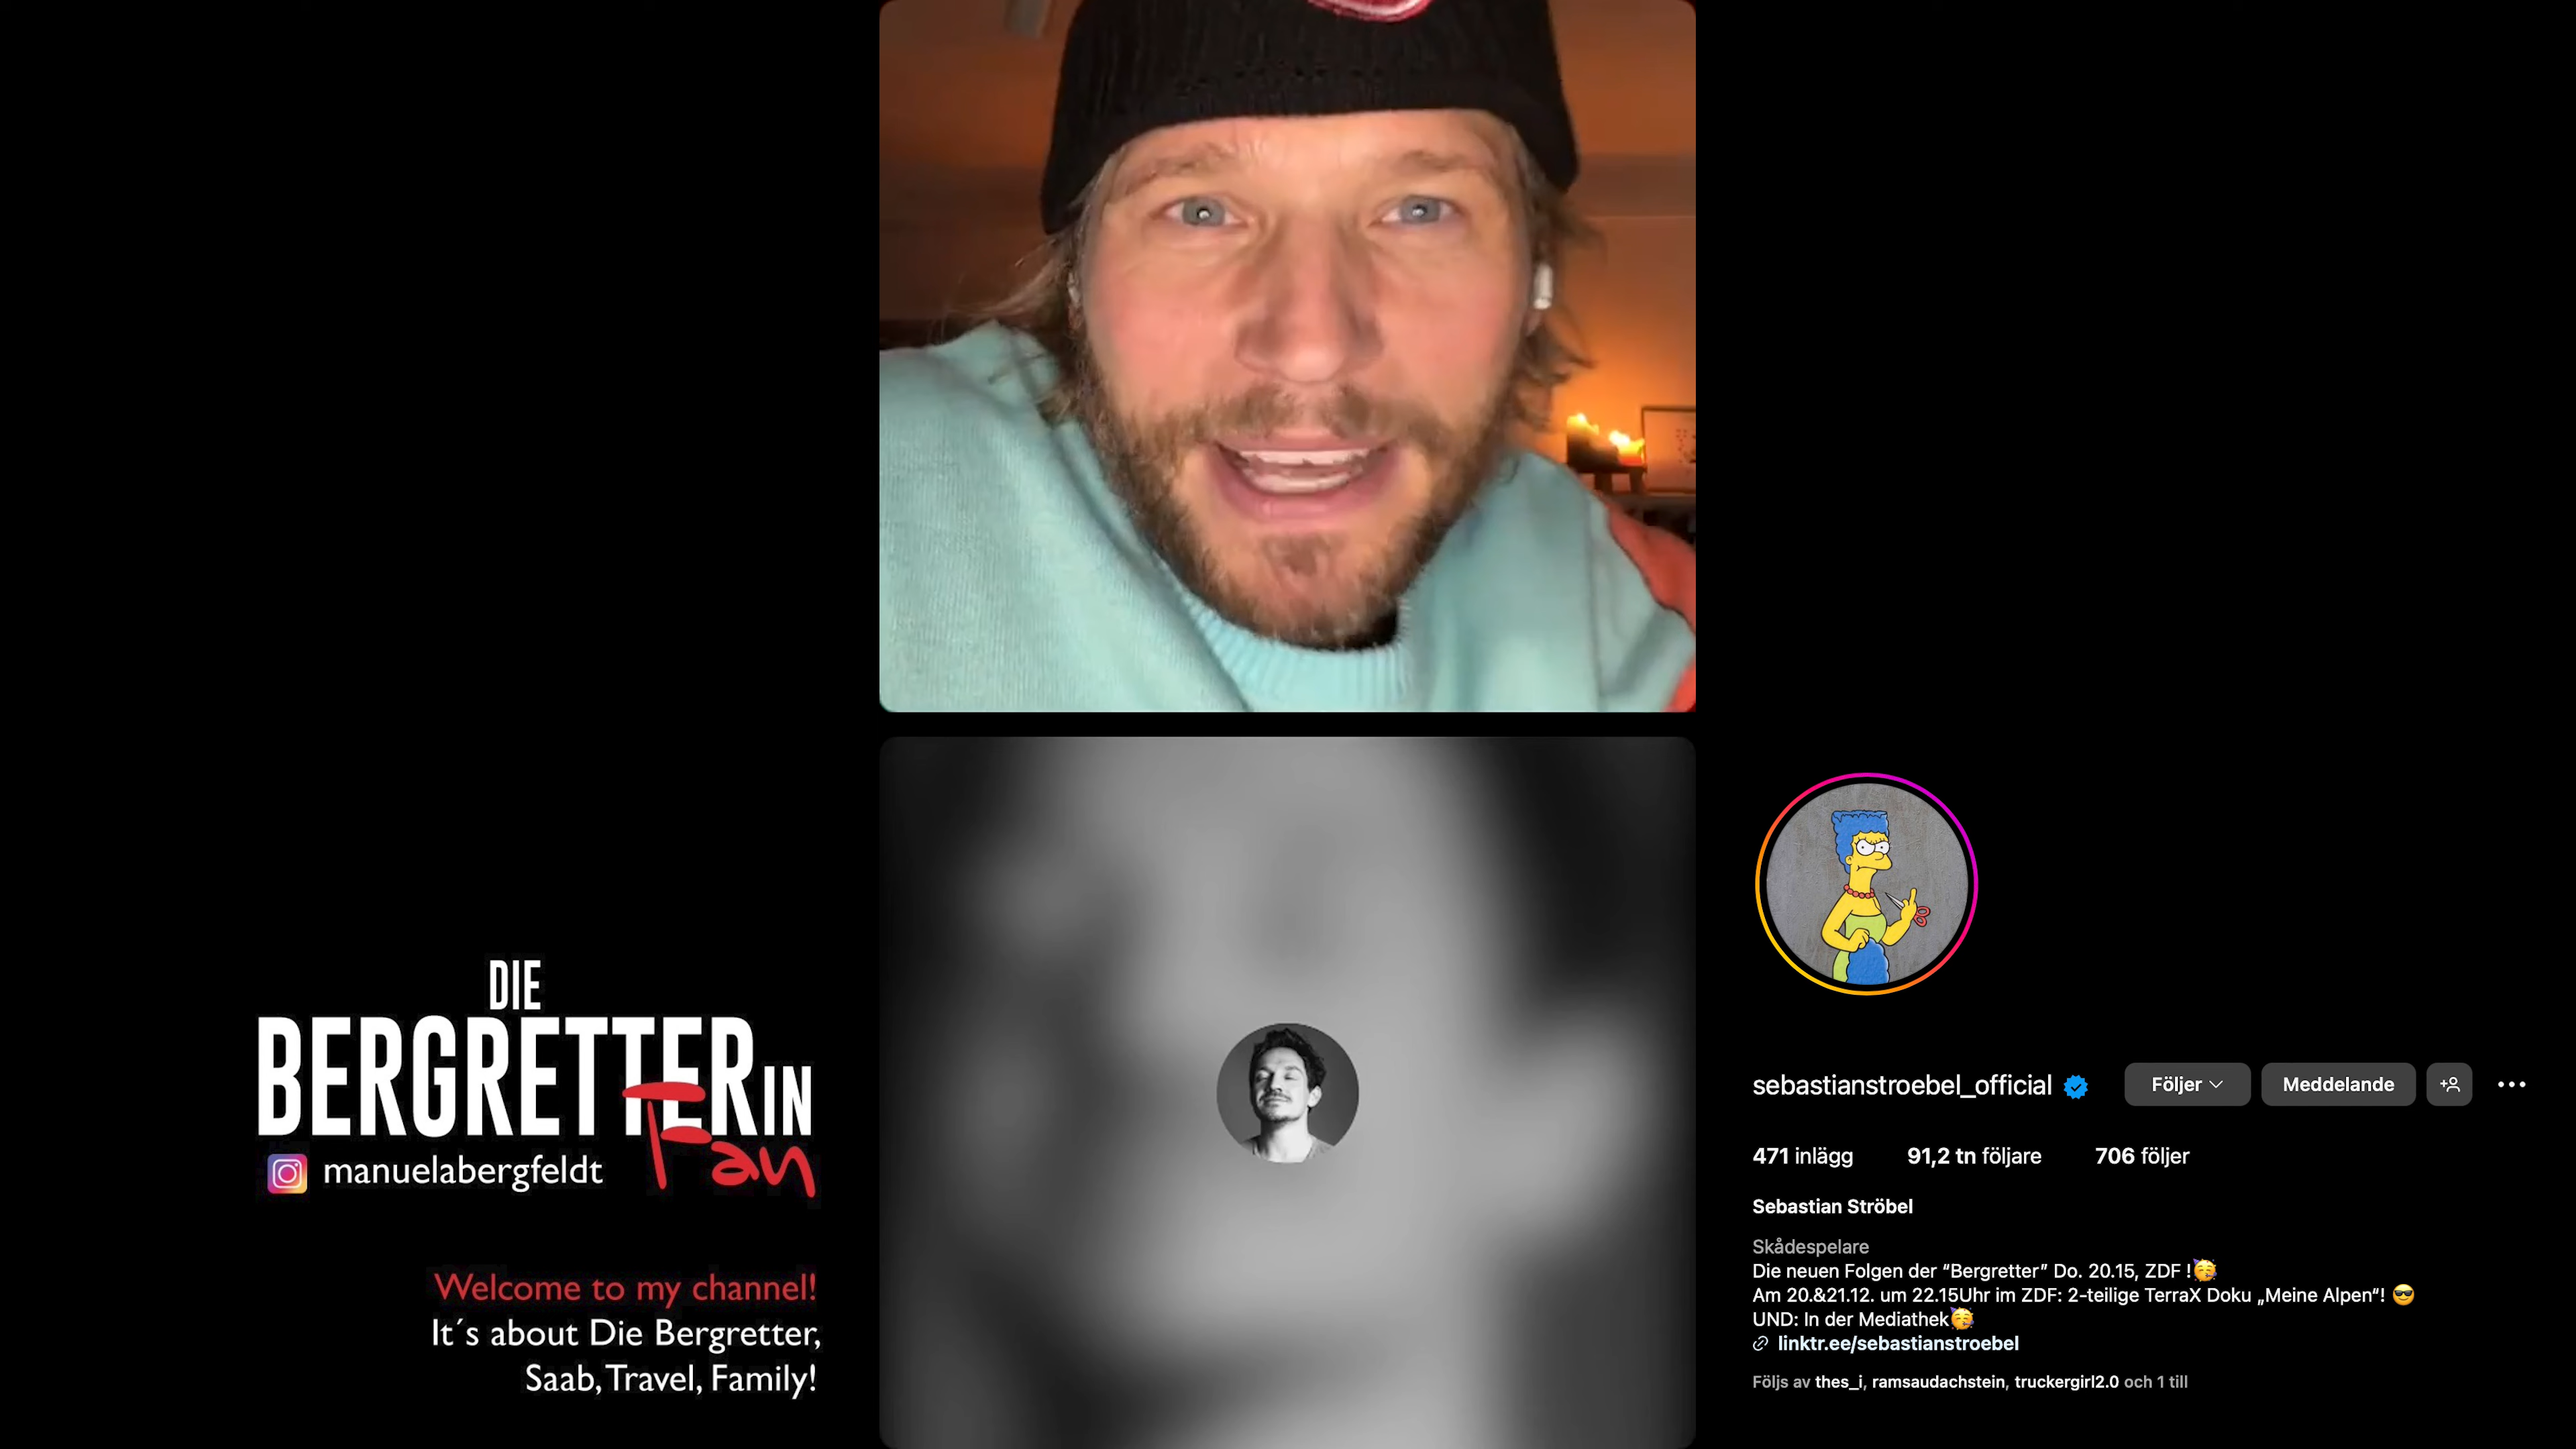 DIE
BERGRETTERIN
Fan
manuelabergfeldt
Welcome to my channel!
It´s about Die Bergretter,
Saab, Travel, Family!
sebastianstroebel_official
Följer
Meddelande
471 inlägg
91,2 tn följare
706 följer
Sebastian Ströbel
Skådespelare
Die neuen Folgen der “Bergretter” Do. 20.15, ZDF !🥳
Am 20.&21.12. um 22.15Uhr im ZDF: 2-teilige TerraX Doku „Meine Alpen“! 😎
UND: In der Mediathek🥳
linktr.ee/sebastianstroebel
Följs av thes_i, ramsaudachstein, truckergirl2.0 och 1 till